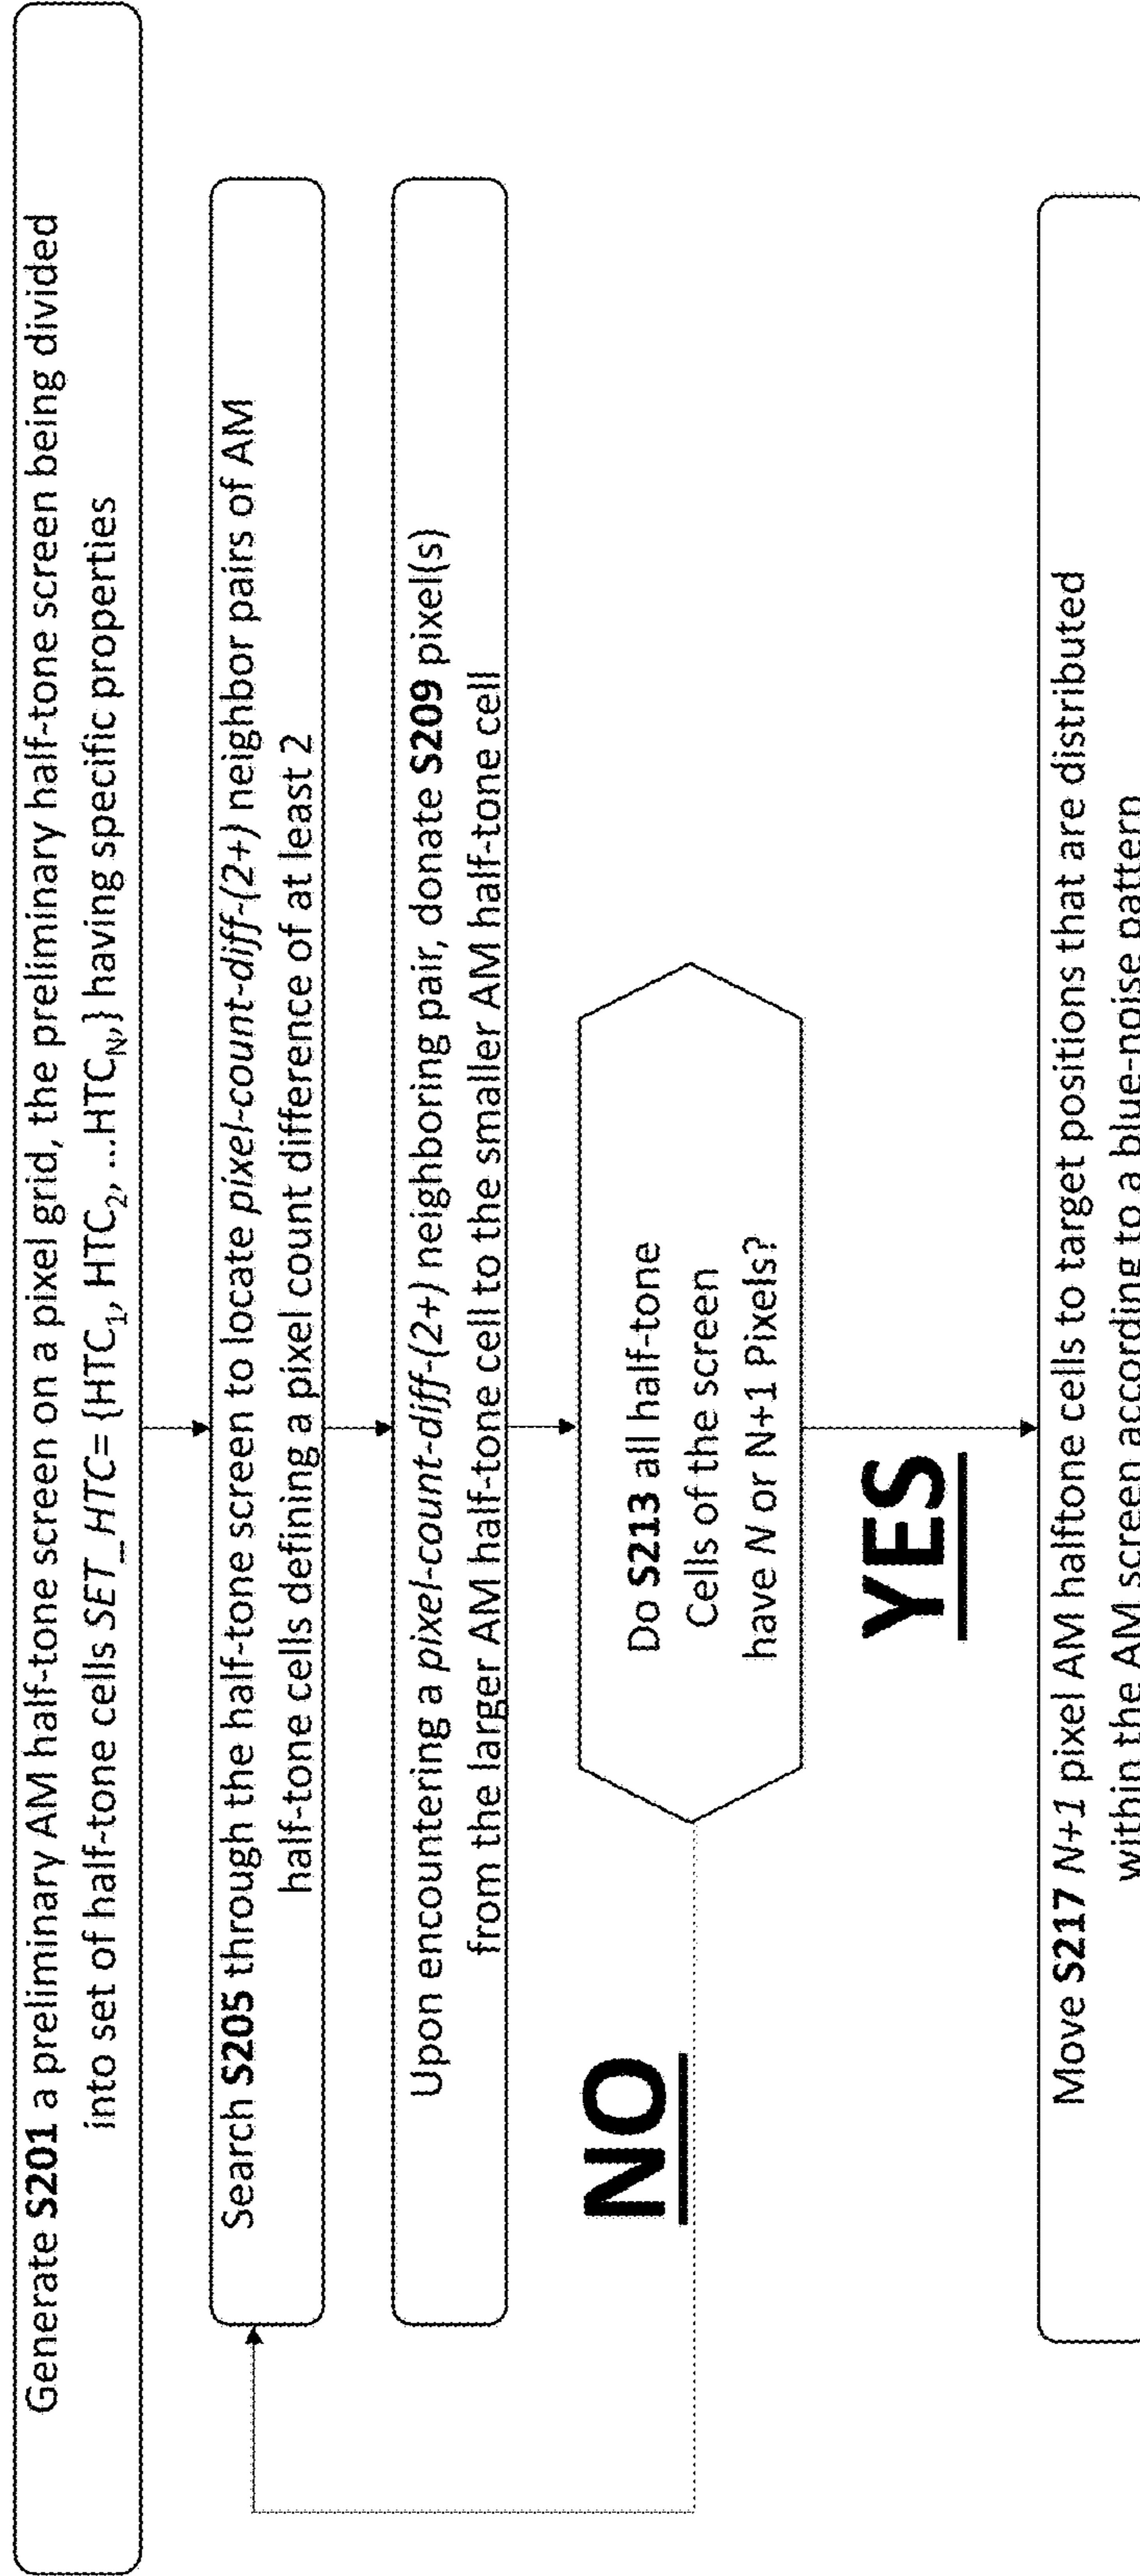 Generate S201 a preliminary AM half-tone screen on a pixel grid, the preliminary half-tone screen being divided
into set of half-tone cells SET_HTC= {HTC1, HTC2, ...HTCN,} having specific properties
Search S205 through the half-tone screen to locate pixel-count-diff-(2+) neighbor pairs of AM
half-tone cells defining a pixel count difference of at least 2
Upon encountering a pixel-count-diff-(2+) neighboring pair, donate S209 pixel(s)
from the larger AM half-tone cell to the smaller AM half-tone cell
Do S213 all half-tone
Cells of the screen
have N or N+1 Pixels?
NO
YES
Move S217 N+1 pixel AM halftone cells to target positions that are distributed
within the AM screen according to a blue-noise pattern